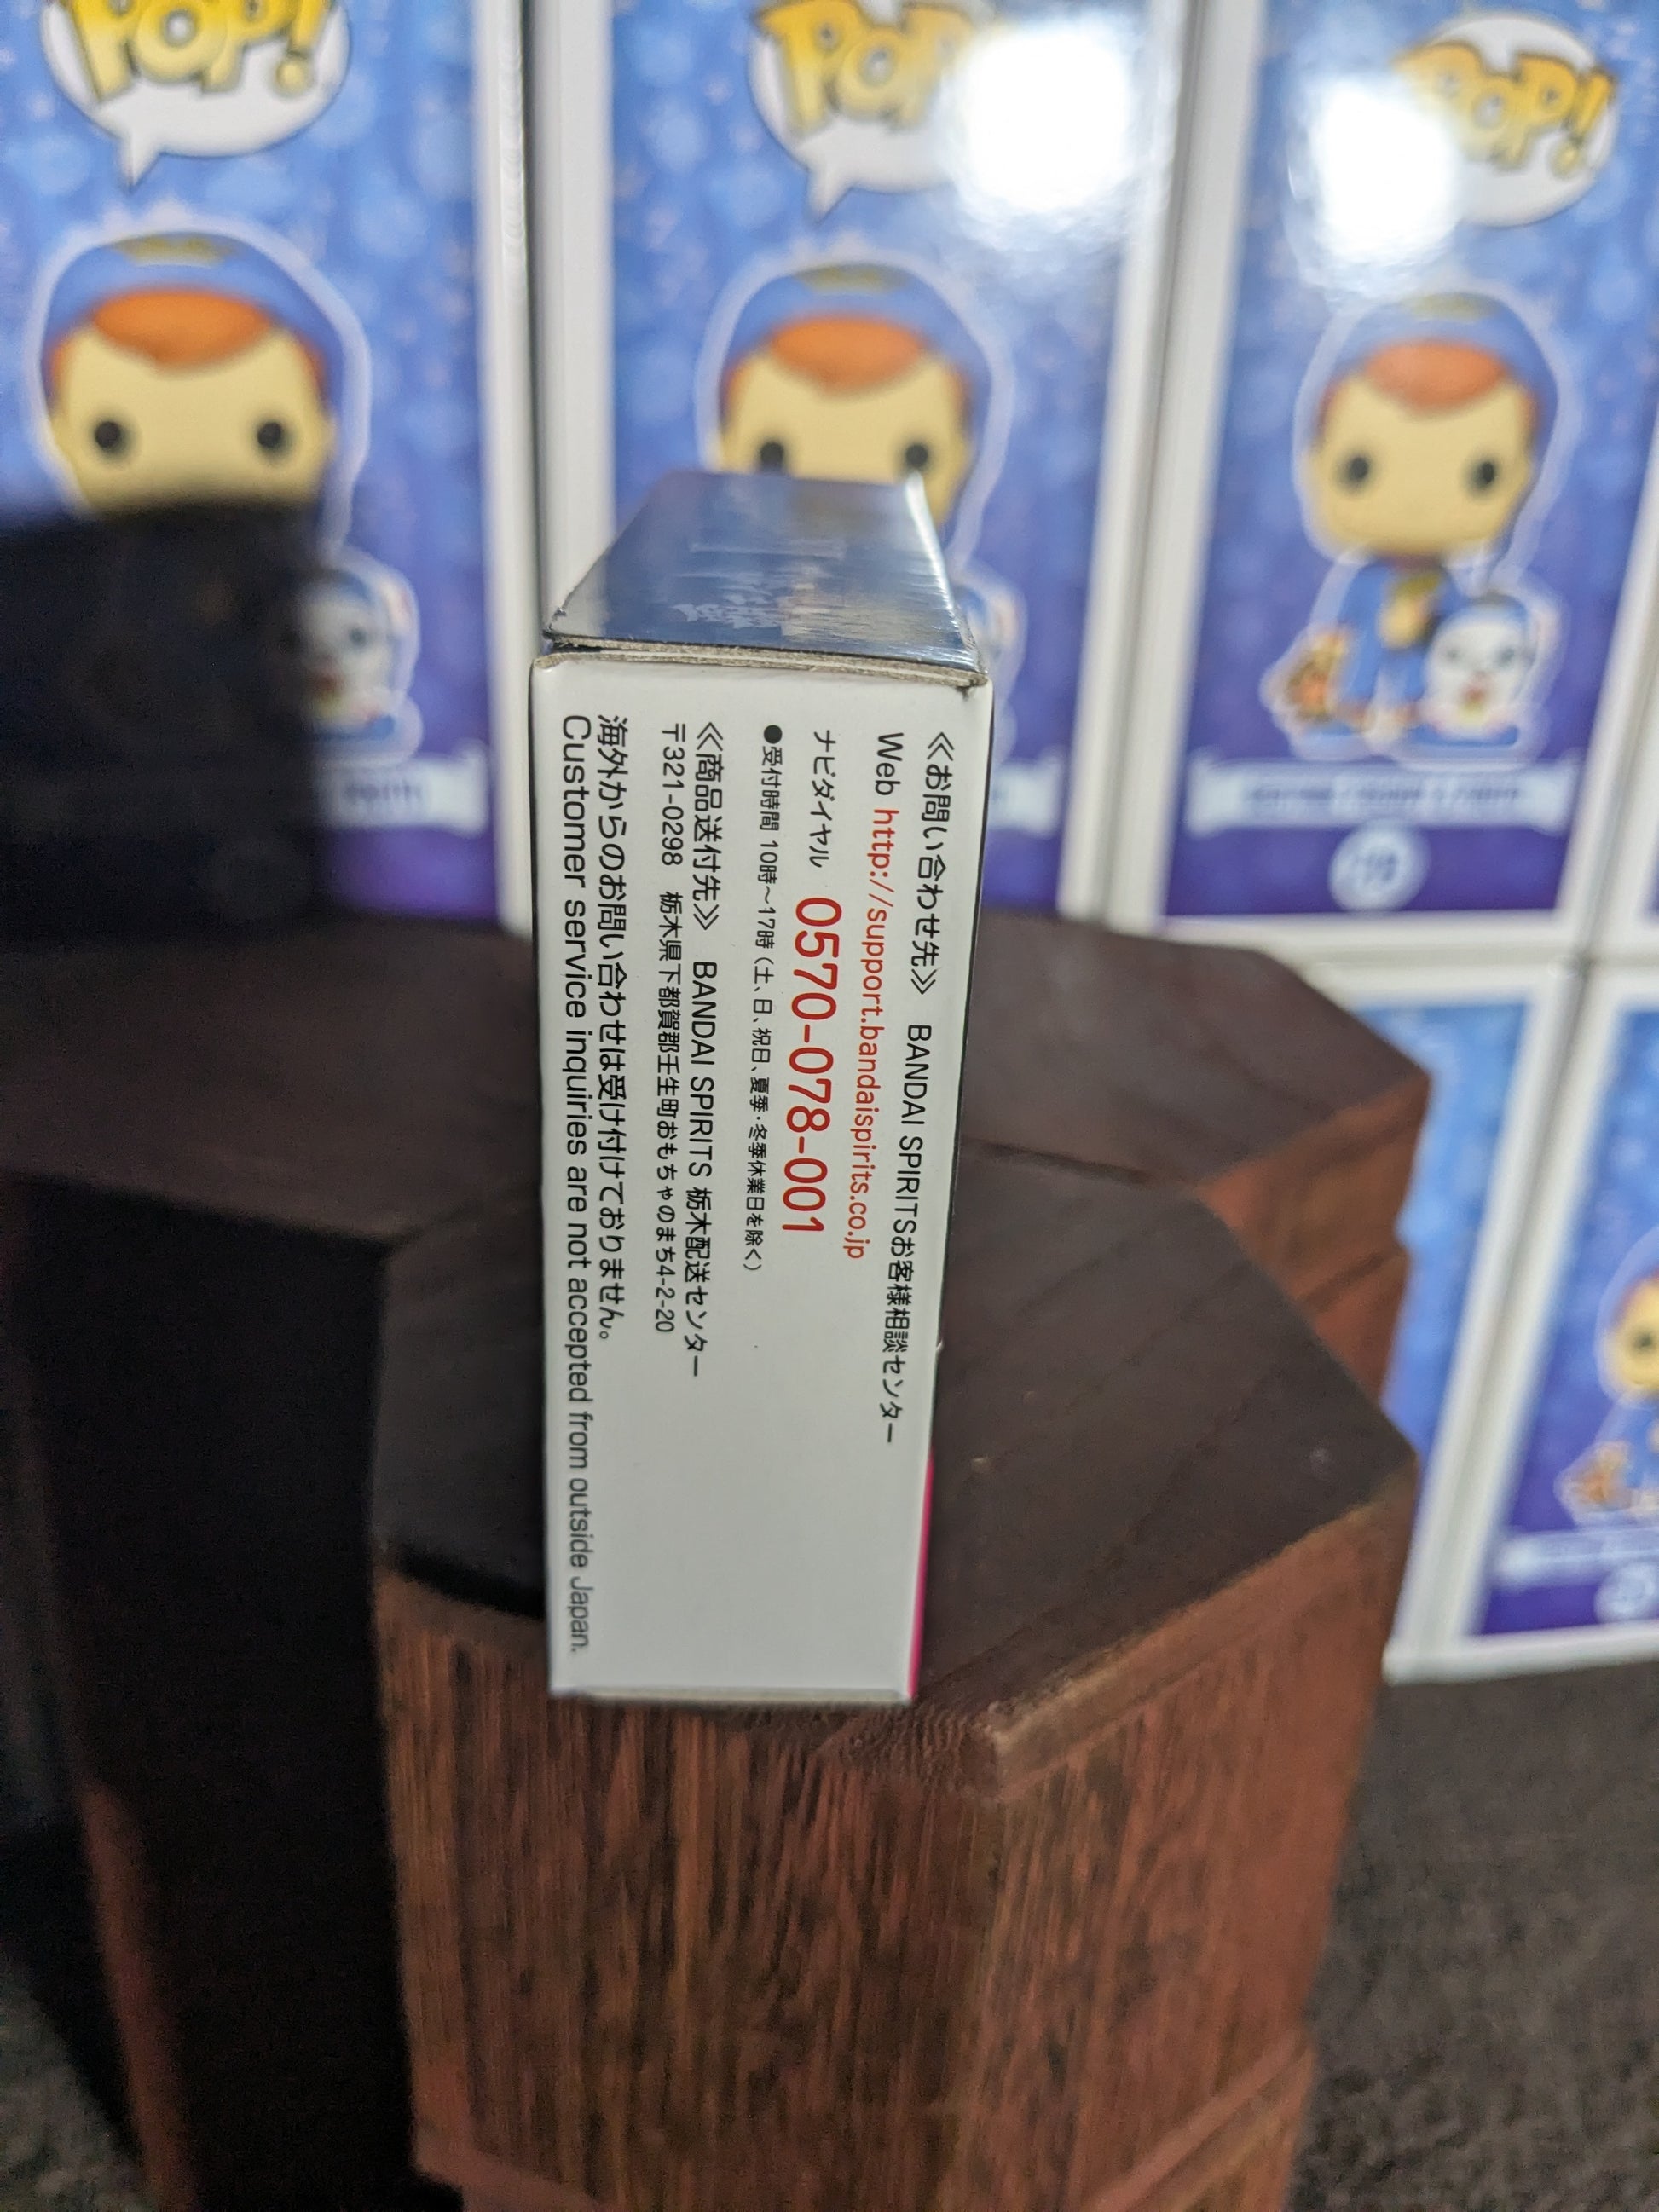 POP!
POP!
POP!
≪お問い合わせ先≫ BANDAI SPIRITSお客様相談センター
Web http://support.bandaispirits.co.jp
ナビダイヤル 0570-078-001
●受付時間 10時～17時(土、日、祝日、夏季・冬季休業日を除く)
≪商品送付先≫ BANDAI SPIRITS 栃木配送センター
〒321-0298 栃木県下都賀郡壬生町おもちゃのまち4-2-20
海外からのお問い合わせは受け付けておりません。
Customer service inquiries are not accepted from outside Japan.